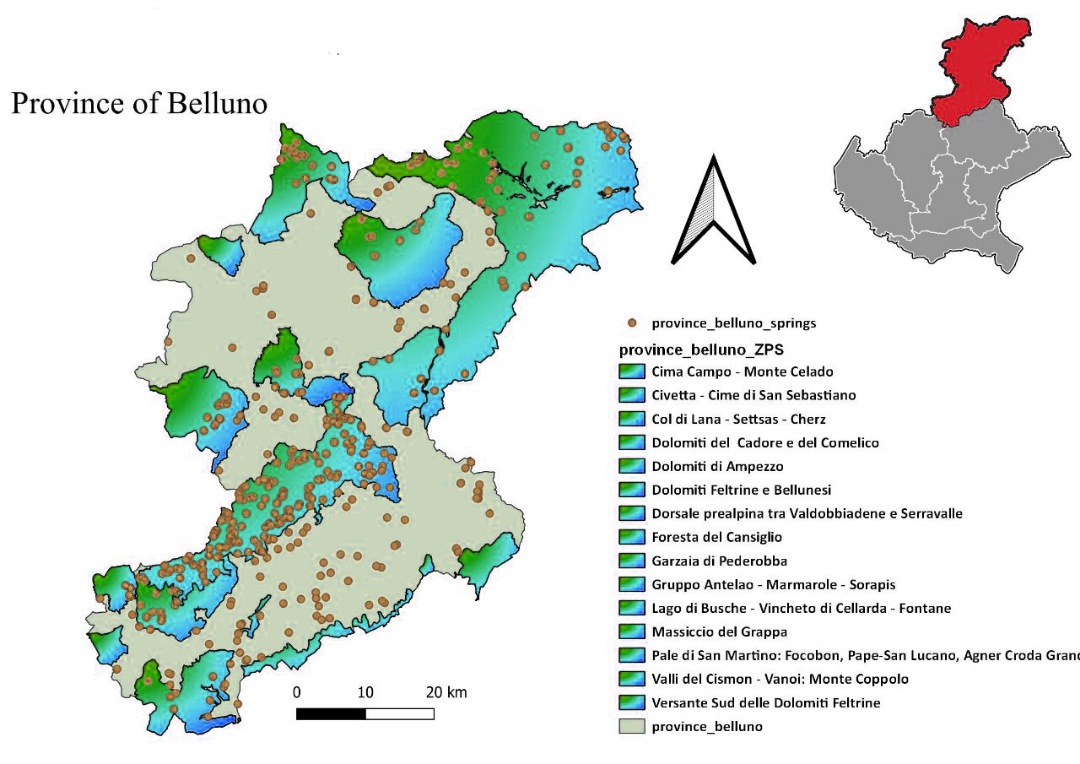 Province of Belluno
province_belluno_springs
province_belluno_ZPS
Cima Campo - Monte Celado
Civetta - Cime di San Sebastiano
Col di Lana - Settsas - Cherz
Dolomiti del Cadore e del Comelico
Dolomiti di Ampezzo
Dolomiti Feltrine e Bellunesi
Dorsale prealpina tra Valdobbiadene e Serravalle
Foresta del Cansiglio
Garzaia di Pederobba
Gruppo Antelao - Marmarole - Sorapis
Lago di Busche - Vincheto di Cellarda - Fontane
Massiccio del Grappa
Pale di San Martino: Focobon, Pape-San Lucano, Agner Croda Grand
Valli del Cismon - Vanoi: Monte Coppolo
Versante Sud delle Dolomiti Feltrine
province_belluno
0 10 20 km